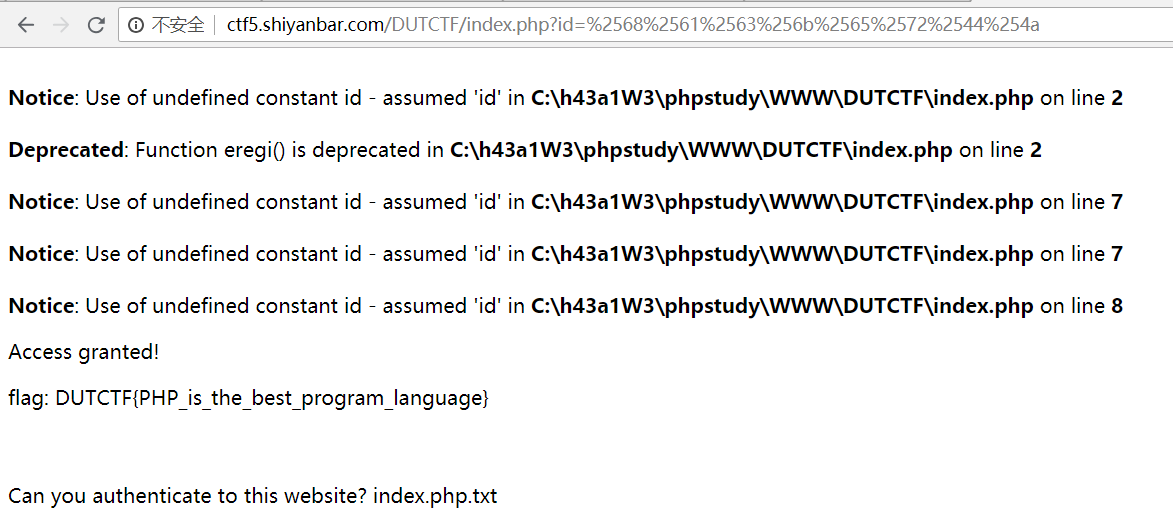 不安全 ctf5.shiyanbar.com/DUTCTF/index.php?id=%2568%2561%2563%256b%2565%2572%2544%254a
Notice: Use of undefined constant id - assumed 'id' in C:\h43a1W3\phpstudy\WWW\DUTCTF\index.php on line 2
Deprecated: Function eregi() is deprecated in C:\h43a1W3\phpstudy\WWW\DUTCTF\index.php on line 2
Notice: Use of undefined constant id - assumed 'id' in C:\h43a1W3\phpstudy\WWW\DUTCTF\index.php on line 7
Notice: Use of undefined constant id - assumed 'id' in C:\h43a1W3\phpstudy\WWW\DUTCTF\index.php on line 7
Notice: Use of undefined constant id - assumed 'id' in C:\h43a1W3\phpstudy\WWW\DUTCTF\index.php on line 8
Access granted!
flag: DUTCTF{PHP_is_the_best_program_language}
Can you authenticate to this website? index.php.txt